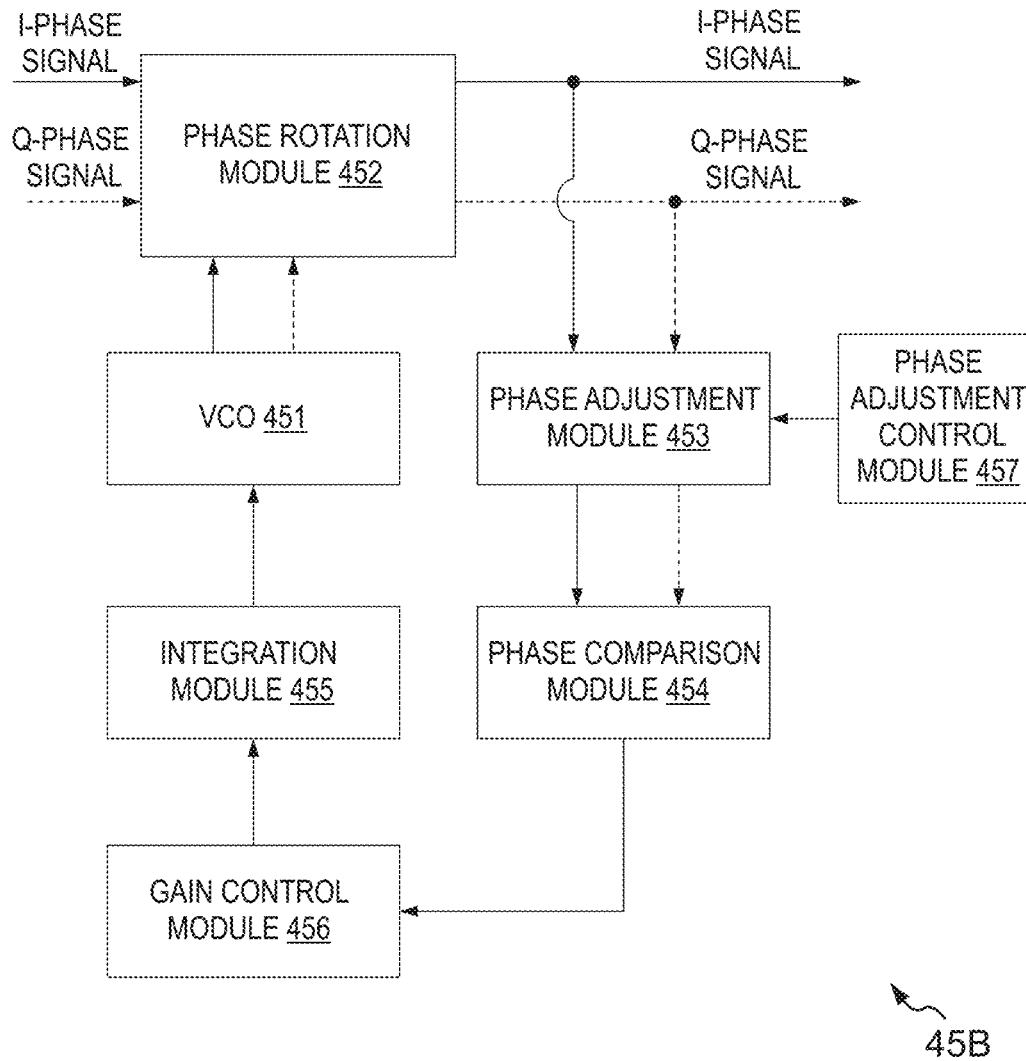 I-PHASE
SIGNAL
I-PHASE
SIGNAL
Q-PHASE
SIGNAL
PHASE ROTATION
MODULE 452
Q-PHASE
SIGNAL
VCO 451
PHASE ADJUSTMENT
MODULE 453
PHASE
ADJUSTMENT
CONTROL
MODULE 457
INTEGRATION
MODULE 455
PHASE COMPARISON
MODULE 454
GAIN CONTROL
MODULE 456
45B